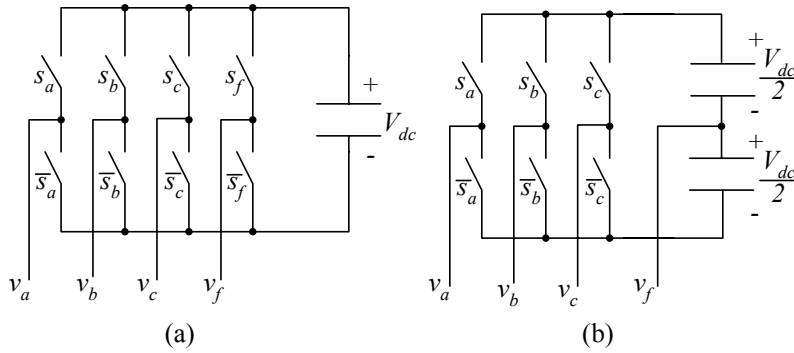 s_a s_b s_c s_f
+
V_dc
-
s̅_a s̅_b s̅_c s̅_f
v_a v_b v_c v_f
(a)
s_a s_b s_c
+
V_dc
2
-
+
V_dc
2
-
s̅_a s̅_b s̅_c
v_a v_b v_c v_f
(b)